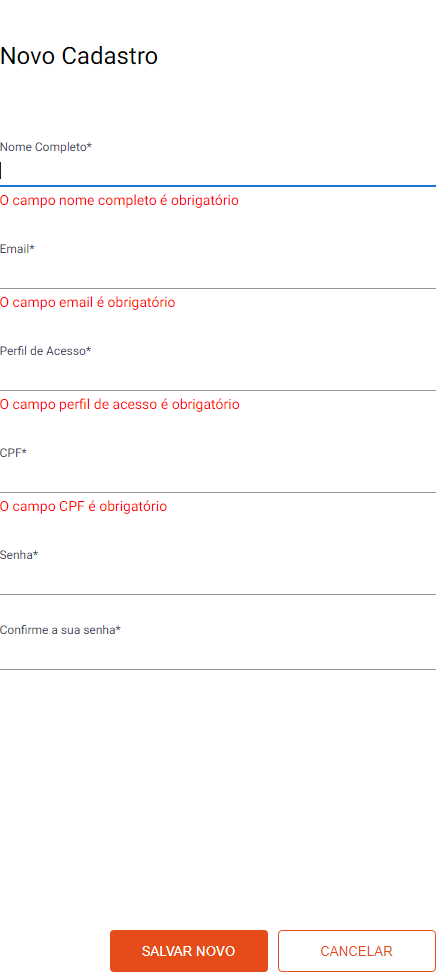 Novo Cadastro
Nome Completo*
O campo nome completo é obrigatório
Email*
O campo email é obrigatório
Perfil de Acesso*
O campo perfil de acesso é obrigatório
CPF*
O campo CPF é obrigatório
Senha*
Confirme a sua senha*
SALVAR NOVO
CANCELAR